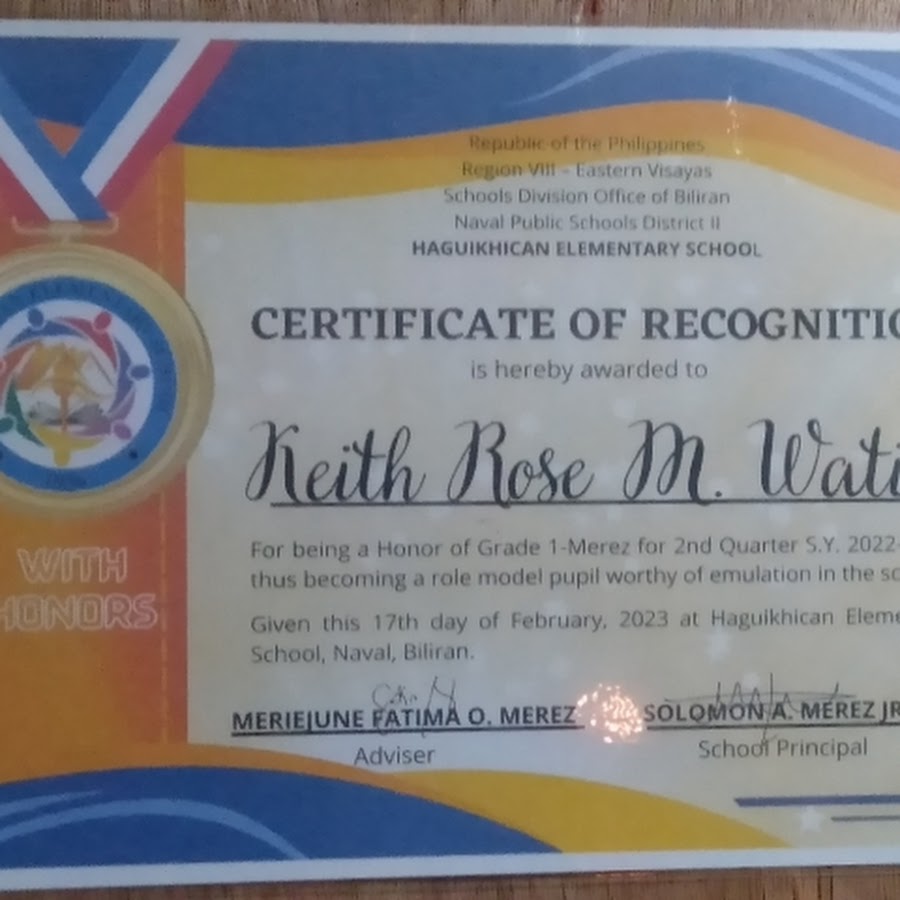 Republic of the Philippines
Region VIII – Eastern Visayas
Schools Division Office of Biliran
Naval Public Schools District II
HAGUIKHICAN ELEMENTARY SCHOOL
CERTIFICATE OF RECOGNITIO
is hereby awarded to
Keith Rose M. Wati
For being a Honor of Grade 1-Merez for 2nd Quarter S.Y. 2022-
thus becoming a role model pupil worthy of emulation in the sc
Given this 17th day of February, 2023 at Haguikhican Eleme
School, Naval, Biliran.
MERIEJUNE FATIMA O. MEREZ
Adviser
SOLOMON A. MEREZ JR
School Principal
WITH
HONORS